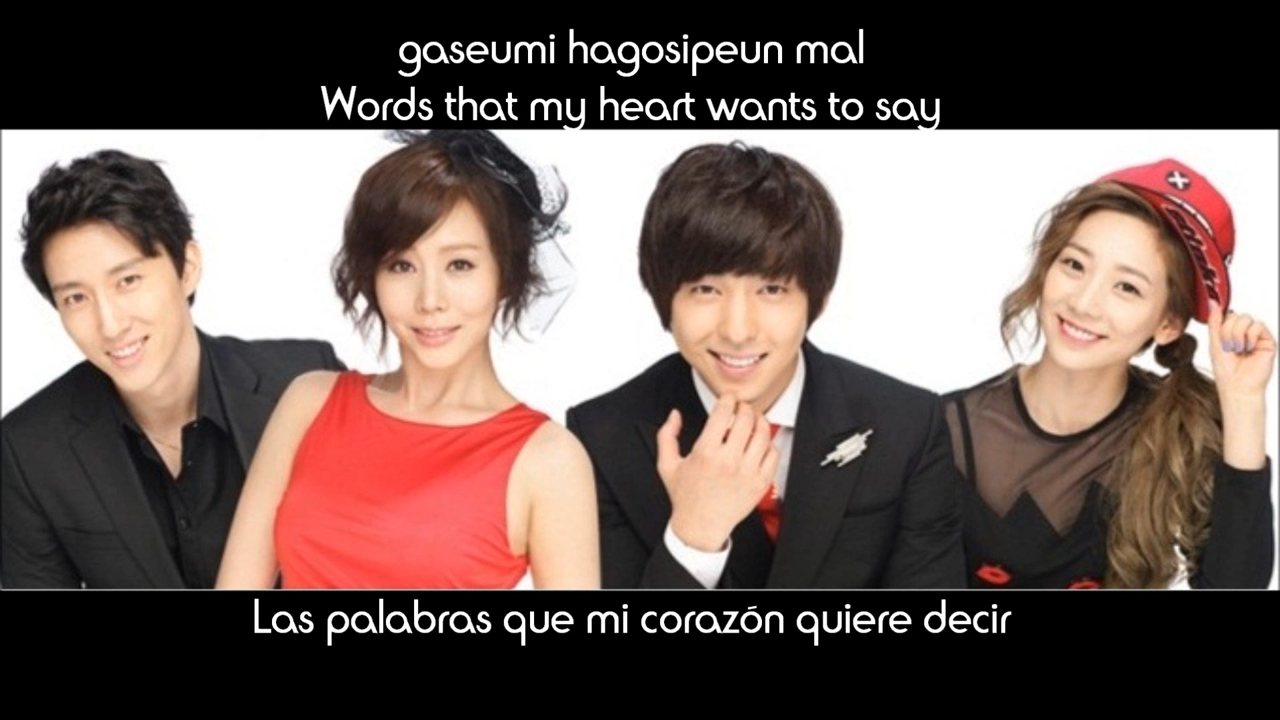 gaseumi hagosipeun mal
Words that my heart wants to say
Las palabras que mi corazón quiere decir